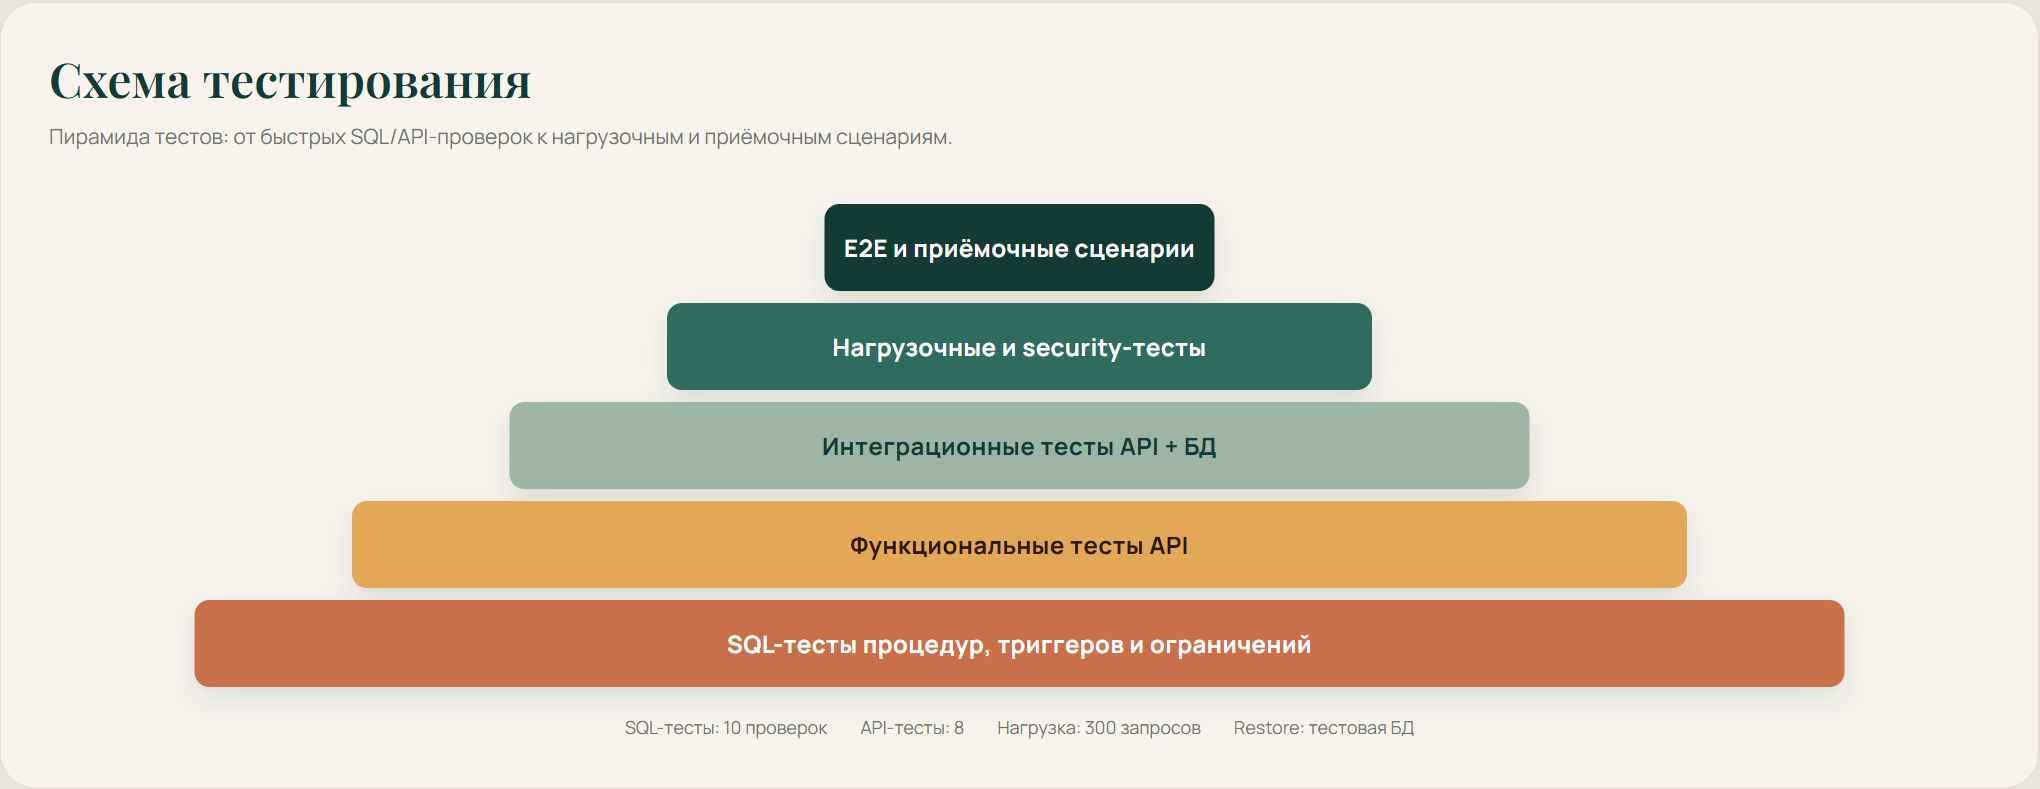 Схема тестирования
Пирамида тестов: от быстрых SQL/API-проверок к нагрузочным и приёмочным сценариям.
E2E и приёмочные сценарии
Нагрузочные и security-тесты
Интеграционные тесты API + БД
Функциональные тесты API
SQL-тесты процедур, триггеров и ограничений
SQL-тесты: 10 проверок API-тесты: 8 Нагрузка: 300 запросов Restore: тестовая БД